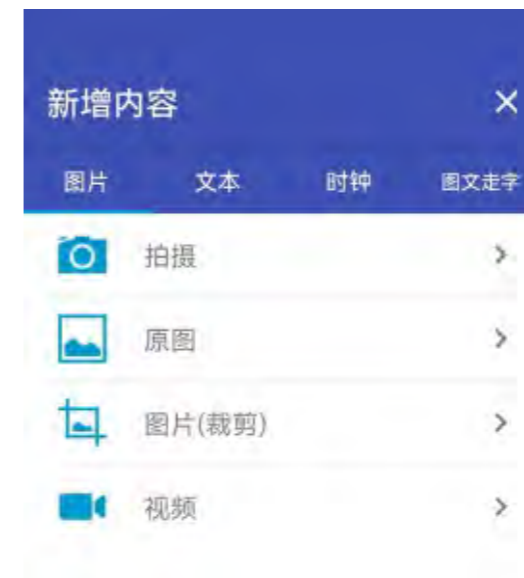 新增内容
图片 文本 时钟 图文走字
拍摄
原图
图片(裁剪)
视频